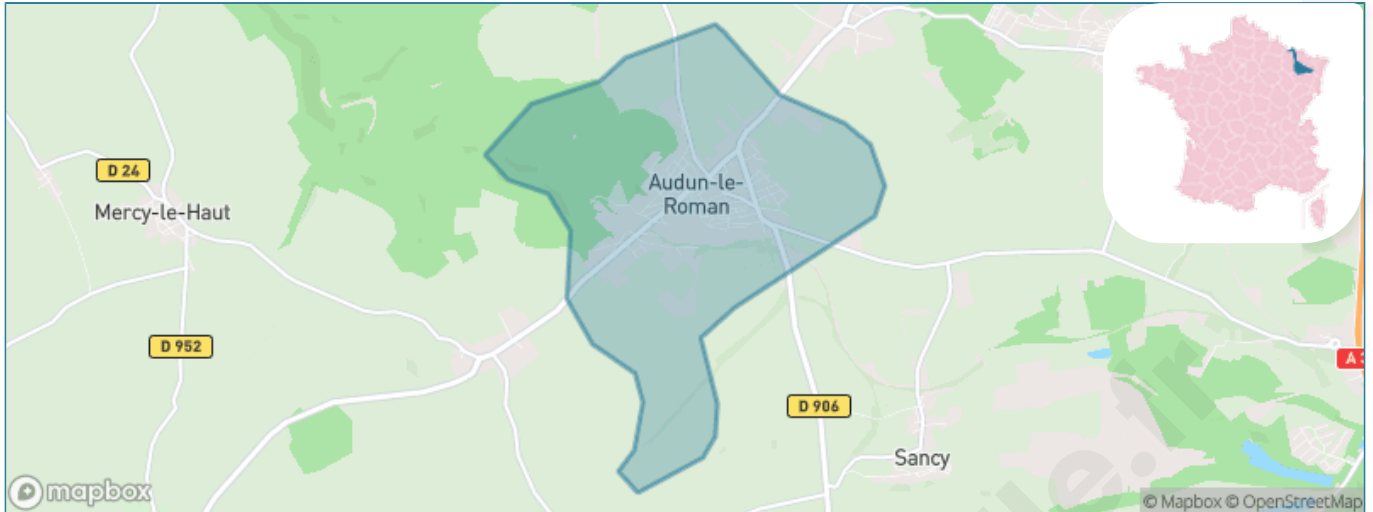 D 24
Audun-le-
Roman
Mercy-le-Haut
D 952
D 906
Sancy
mapbox
© Mapbox © OpenStreetMap